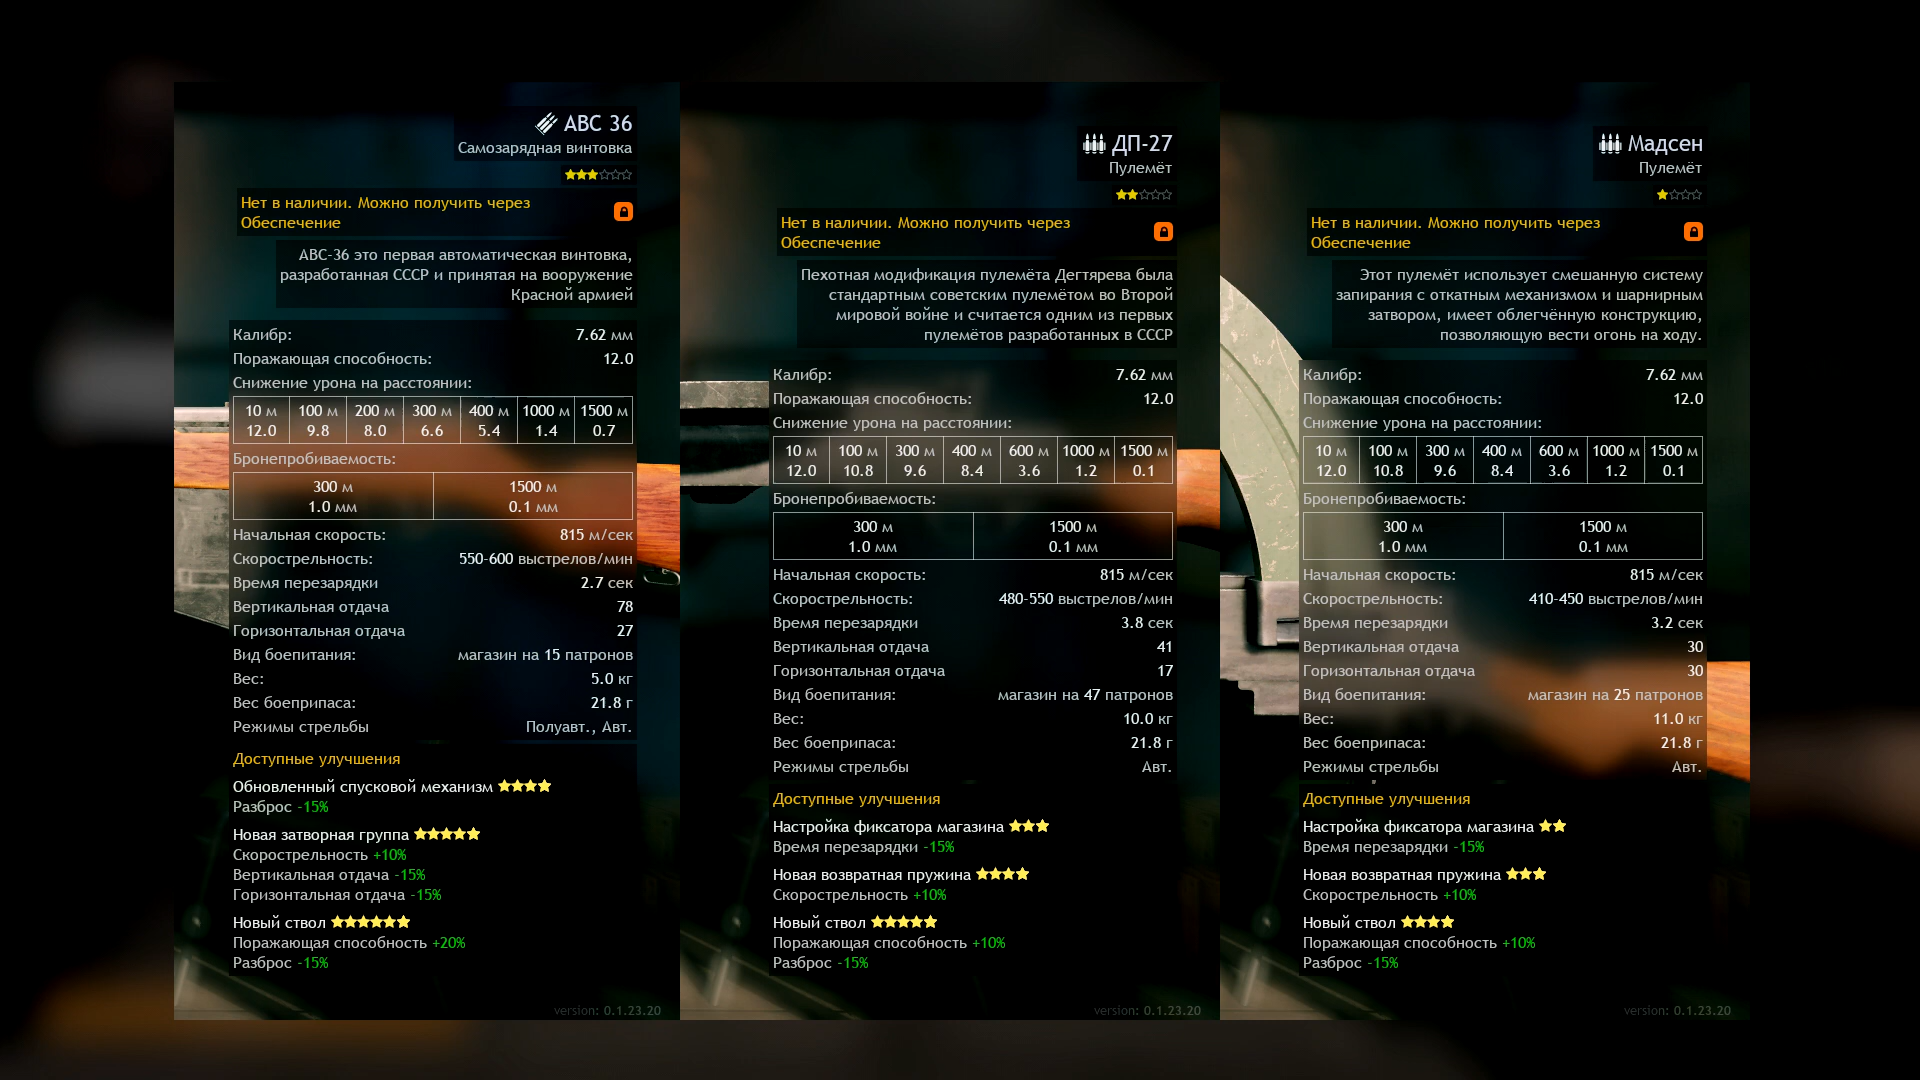 АВС 36
Самозарядная винтовка
Нет в наличии. Можно получить через
Обеспечение
АВС-36 это первая автоматическая винтовка,
разработанная СССР и принятая на вооружение
Красной армией
Калибр: 7.62 мм
Поражающая способность: 12.0
Снижение урона на расстоянии:
10 м 100 м 200 м 300 м 400 м 1000 м 1500 м
12.0 9.8 8.0 6.6 5.4 1.4 0.7
Бронепробиваемость:
300 м 1500 м
1.0 мм 0.1 мм
Начальная скорость: 815 м/сек
Скорострельность: 550-600 выстрелов/мин
Время перезарядки 2.7 сек
Вертикальная отдача 78
Горизонтальная отдача 27
Вид боепитания: магазин на 15 патронов
Вес: 5.0 кг
Вес боеприпаса: 21.8 г
Режимы стрельбы Полуавт., Авт.
Доступные улучшения
Обновленный спусковой механизм
Разброс -15%
Новая затворная группа
Скорострельность +10%
Вертикальная отдача -15%
Горизонтальная отдача -15%
Новый ствол
Поражающая способность +20%
Разброс -15%
version: 0.1.23.20
ДП-27
Пулемёт
Нет в наличии. Можно получить через
Обеспечение
Пехотная модификация пулемёта Дегтярева была
стандартным советским пулемётом во Второй
мировой войне и считается одним из первых
пулемётов разработанных в СССР
Калибр: 7.62 мм
Поражающая способность: 12.0
Снижение урона на расстоянии:
10 м 100 м 300 м 400 м 600 м 1000 м 1500 м
12.0 10.8 9.6 8.4 3.6 1.2 0.1
Бронепробиваемость:
300 м 1500 м
1.0 мм 0.1 мм
Начальная скорость: 815 м/сек
Скорострельность: 480-550 выстрелов/мин
Время перезарядки 3.8 сек
Вертикальная отдача 41
Горизонтальная отдача 17
Вид боепитания: магазин на 47 патронов
Вес: 10.0 кг
Вес боеприпаса: 21.8 г
Режимы стрельбы Авт.
Доступные улучшения
Настройка фиксатора магазина
Время перезарядки -15%
Новая возвратная пружина
Скорострельность +10%
Новый ствол
Поражающая способность +10%
Разброс -15%
version: 0.1.23.20
Мадсен
Пулемёт
Нет в наличии. Можно получить через
Обеспечение
Этот пулемёт использует смешанную систему
запирания с откатным механизмом и шарнирным
затвором, имеет облегчённую конструкцию,
позволяющую вести огонь на ходу.
Калибр: 7.62 мм
Поражающая способность: 12.0
Снижение урона на расстоянии:
10 м 100 м 300 м 400 м 600 м 1000 м 1500 м
12.0 10.8 9.6 8.4 3.6 1.2 0.1
Бронепробиваемость:
300 м 1500 м
1.0 мм 0.1 мм
Начальная скорость: 815 м/сек
Скорострельность: 410-450 выстрелов/мин
Время перезарядки 3.2 сек
Вертикальная отдача 30
Горизонтальная отдача 30
Вид боепитания: магазин на 25 патронов
Вес: 11.0 кг
Вес боеприпаса: 21.8 г
Режимы стрельбы Авт.
Доступные улучшения
Настройка фиксатора магазина
Время перезарядки -15%
Новая возвратная пружина
Скорострельность +10%
Новый ствол
Поражающая способность +10%
Разброс -15%
version: 0.1.23.20